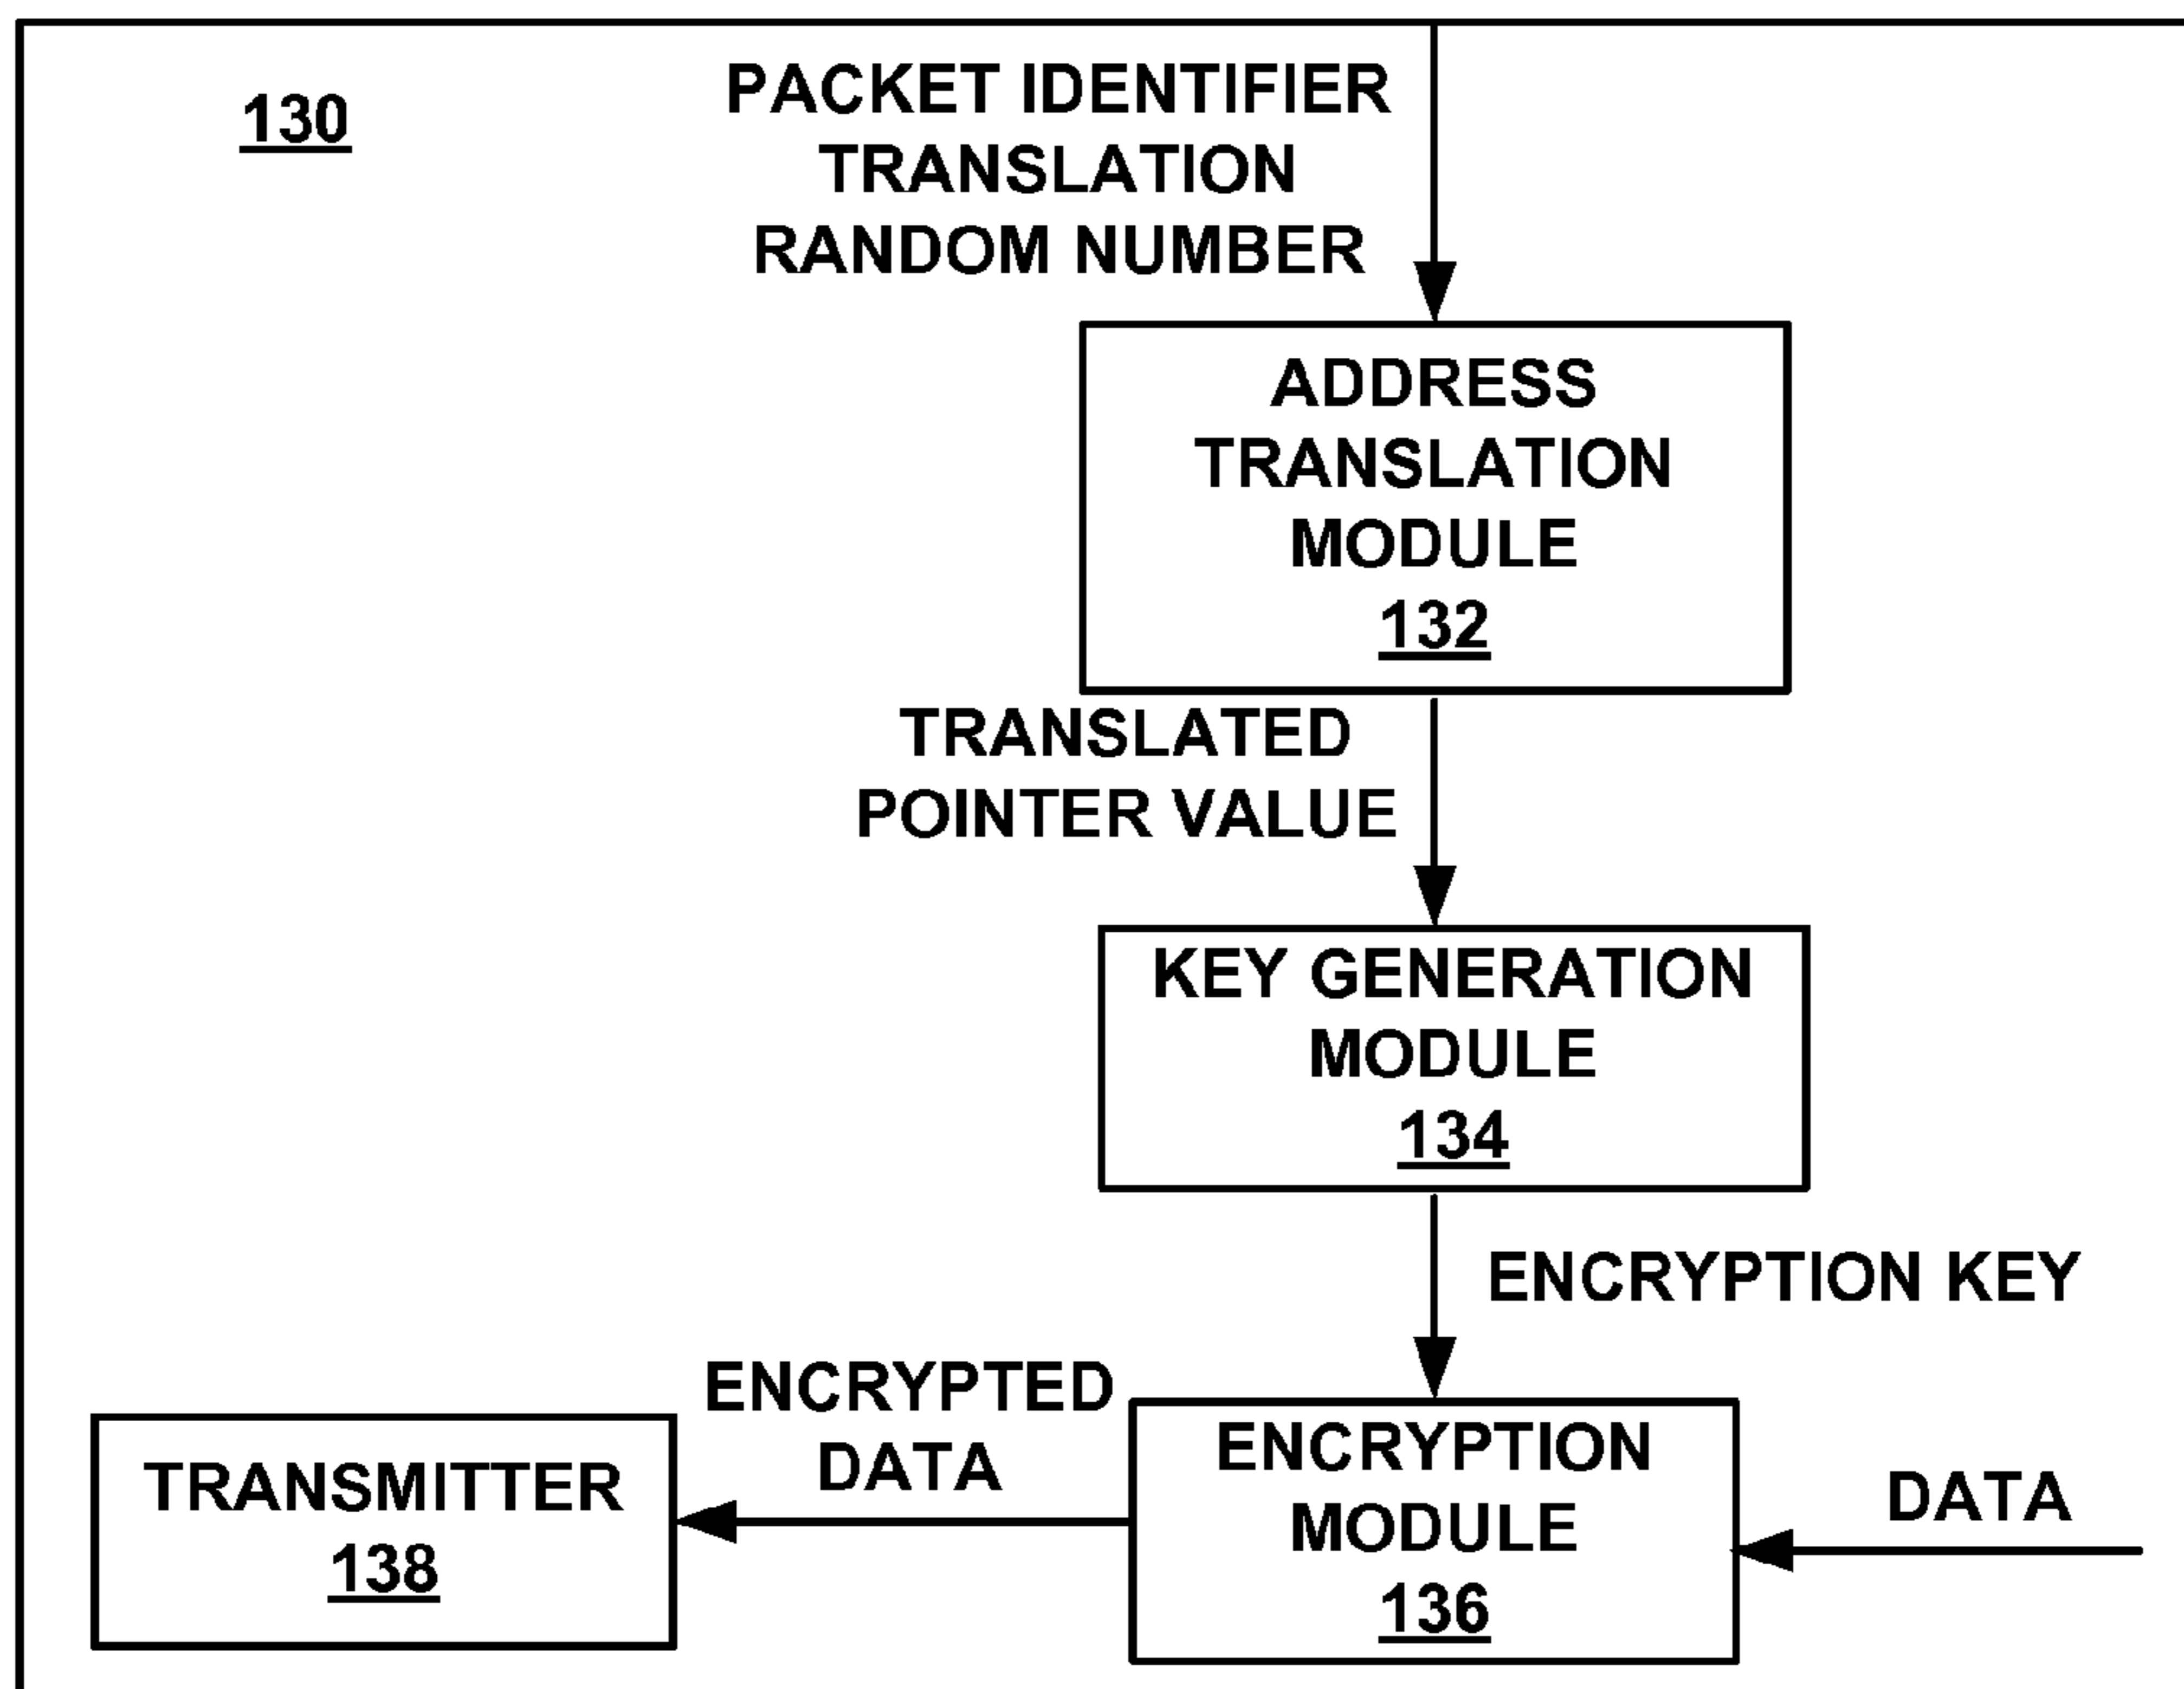 130
PACKET IDENTIFIER
TRANSLATION
RANDOM NUMBER
ADDRESS
TRANSLATION
MODULE
132
TRANSLATED
POINTER VALUE
KEY GENERATION
MODULE
134
ENCRYPTION KEY
ENCRYPTED
DATA
TRANSMITTER
138
ENCRYPTION
MODULE
136
DATA